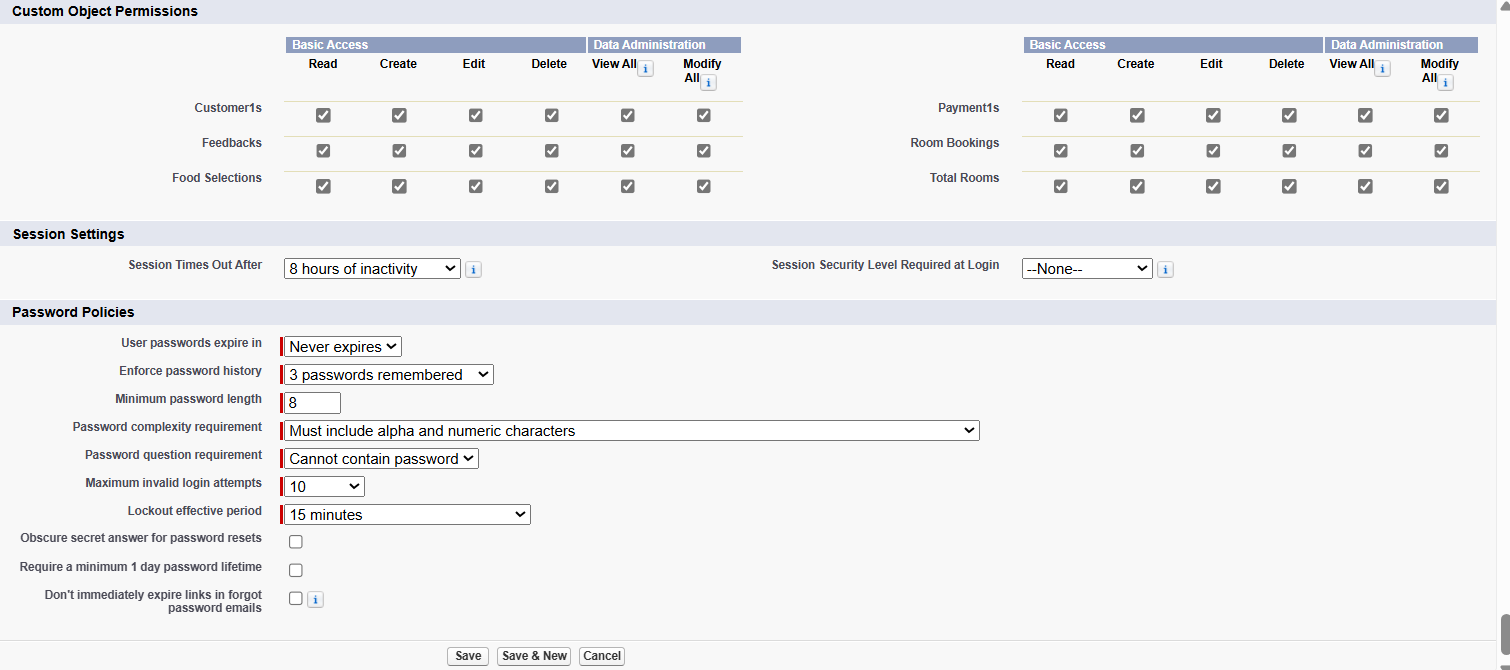 Custom Object Permissions
Basic Access Data Administration Basic Access Data Administration
Read Create Edit Delete View All i Modify All i Read Create Edit Delete View All i Modify All i
Customer1s Payment1s
Feedbacks Room Bookings
Food Selections Total Rooms
Session Settings
Session Times Out After 8 hours of inactivity i Session Security Level Required at Login --None-- i
Password Policies
User passwords expire in Never expires
Enforce password history 3 passwords remembered
Minimum password length 8
Password complexity requirement Must include alpha and numeric characters
Password question requirement Cannot contain password
Maximum invalid login attempts 10
Lockout effective period 15 minutes
Obscure secret answer for password resets
Require a minimum 1 day password lifetime
Don't immediately expire links in forgot
password emails i
Save Save & New Cancel